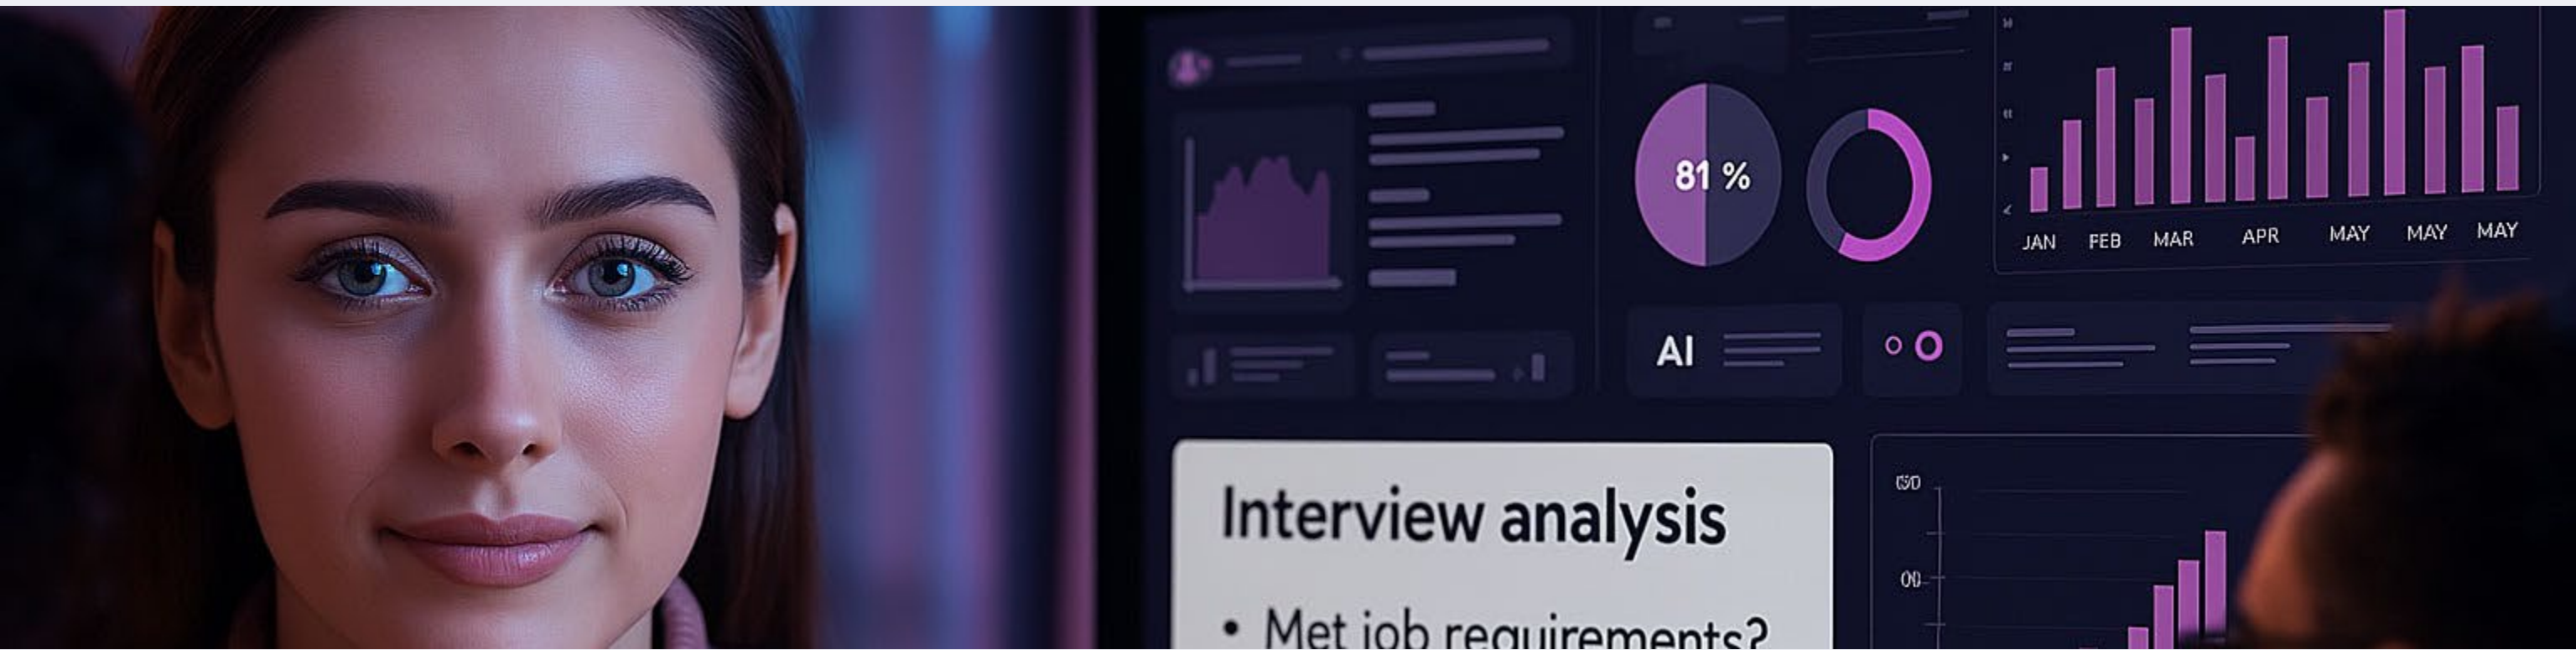 81 %
JAN FEB MAR APR MAY MAY MAY
AI
Interview analysis
• Met job requirements?